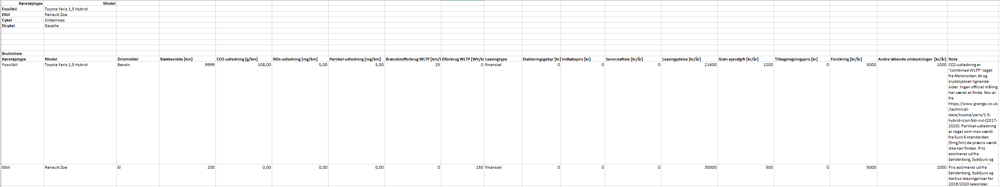 Køretøjstype Model
Fossilbil Toyota Yaris 1,5 Hybrid
Elbil Renault Zoe
Cykel Kildemoes
Elcykel Gazelle
Bruttoliste
Køretøjstype Model Drivmiddel Rækkevidde [km] CO2-udledning [g/km] NOx-udledning [mg/km] Partikel-udledning [mg/km] Brændstofforbrug WLTP [km/l Elforbrug WLTP [Wh/kr Leasingtype Etableringsgebyr [kr] Indkøbspris [kr] Serviceaftale [kr/år] Leasingydelse [kr/år] Grøn ejerafgift [kr/år] Tilbagetagningspris [kr] Forsikring [kr/år] Andre løbende omkostninger [kr/år] Note
Fossilbil Toyota Yaris 1,5 Hybrid Benzin 9999 108,00 5,00 5,00 25 0 finansiel 0 0 0 21600 1200 0 5000 1000 CO2-udledning er
"combined WLTP" taget
fra Motorsiden.dk og
krydstjekket lignende
sider. Ingen officiel måling
har været at finde. Nox er
fra
https://www.grange.co.uk
/technical-
data/toyota/yaris/1.5-
hybrid-icon-5dr-cvt-(2017-
2020). Partikel-udledning
er taget som max-værdi
fra Euro 6 standarden
(5mg/km) da præcis værdi
ikke kan findes. Pris
estimeret ud fra
Sønderborg, Syddjurs og
Elbil Renault Zoe El 200 0,00 0,00 0,00 0 150 finansiel 0 0 0 30000 500 0 5000 1000 Pris estimeret ud fra
Sønderborg, Syddjurs og
Aarhus leasingpriser for
2019/2020 leasinger.